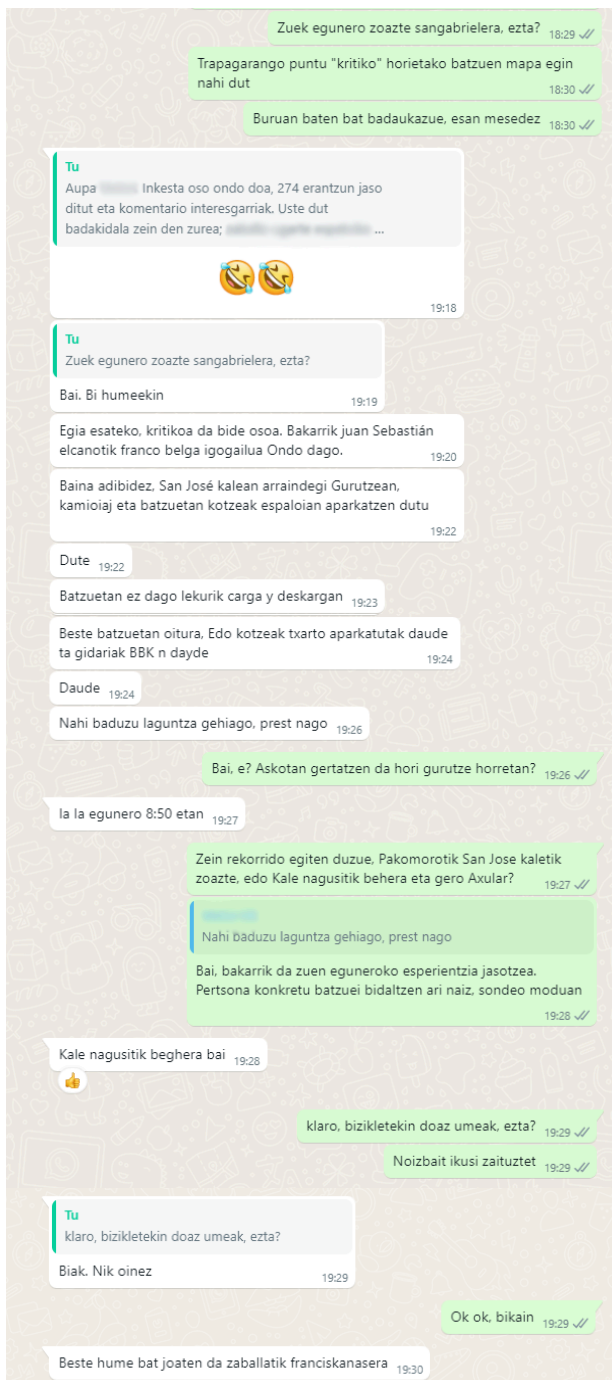 Zuek egunero zoazte sangabrielera, ezta? 18:29
Trapagarango puntu "kritiko" horietako batzuen mapa egin
nahi dut 18:30
Buruan baten bat badaukazue, esan mesedez 18:30
Tu
Aupa Inkesta oso ondo doa, 274 erantzun jaso
ditut eta komentario interesgarriak. Uste dut
badakidala zein den zurea; ...
19:18
Tu
Zuek egunero zoazte sangabrielera, ezta?
Bai. Bi humeekin 19:19
Egia esateko, kritikoa da bide osoa. Bakarrik juan Sebastián
elcanotik franco belga igogailua Ondo dago. 19:20
Baina adibidez, San José kalean arraindegi Gurutzean,
kamioiaj eta batzuetan kotzeak espaloian aparkatzen dutu
19:22
Dute 19:22
Batzuetan ez dago lekurik carga y deskargan 19:23
Beste batzuetan oitura, Edo kotzeak txarto aparkatutak daude
ta gidariak BBK n dayde 19:24
Daude 19:24
Nahi baduzu laguntza gehiago, prest nago 19:26
Bai, e? Askotan gertatzen da hori gurutze horretan? 19:26
Ia la egunero 8:50 etan 19:27
Zein rekorrido egiten duzue, Pakomorotik San Jose kaletik
zoazte, edo Kale nagusitik behera eta gero Axular? 19:27
Nahi baduzu laguntza gehiago, prest nago
Bai, bakarrik da zuen eguneroko esperientzia jasotzea.
Pertsona konkretu batzuei bidaltzen ari naiz, sondeo moduan
19:28
Kale nagusitik beghera bai 19:28
👍
klaro, bizikletekin doaz umeak, ezta? 19:29
Noizbait ikusi zaituztet 19:29
Tu
klaro, bizikletekin doaz umeak, ezta?
Biak. Nik oinez 19:29
Ok ok, bikain 19:29
Beste hume bat joaten da zaballatik franciskanasera 19:30